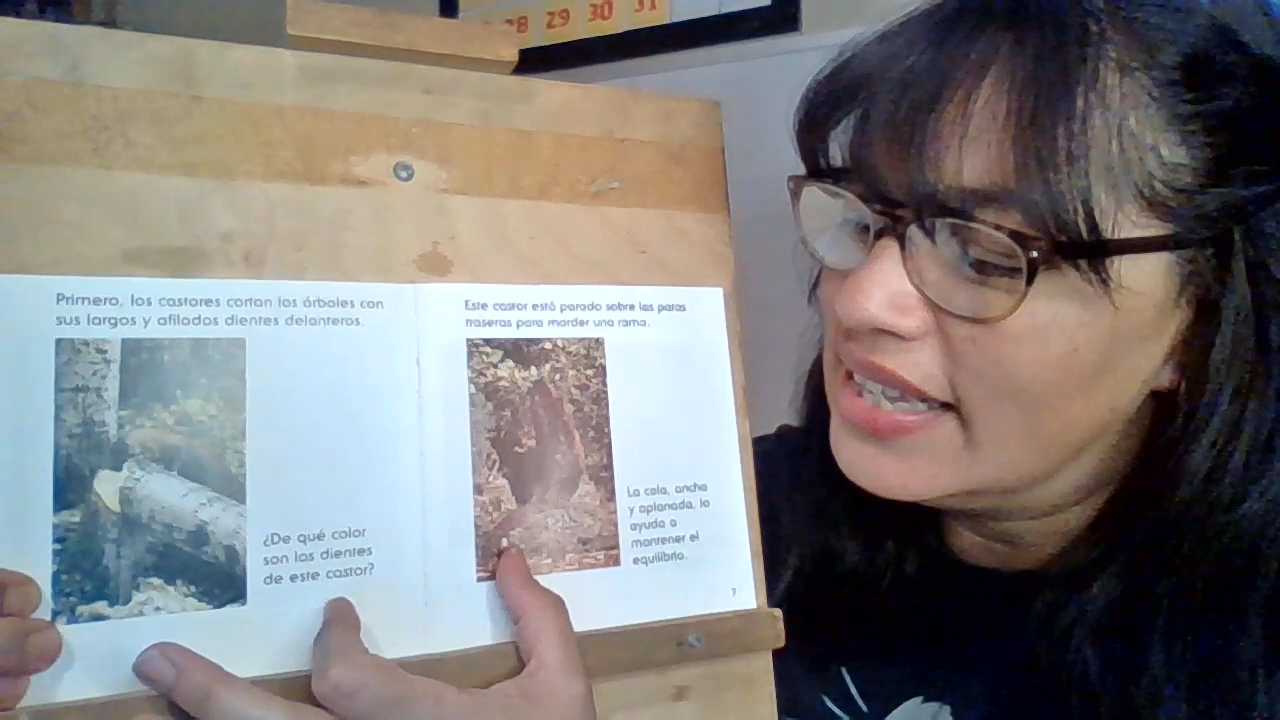 28 29 30 31
Primero, los castores cortan los árboles con
sus largos y afilados dientes delanteros.
¿De qué color
son los dientes
de este castor?
Este castor está parado sobre las patas
traseras para morder una rama.
La cola, ancha
y aplanada, lo
ayuda a
mantener el
equilibrio.
7